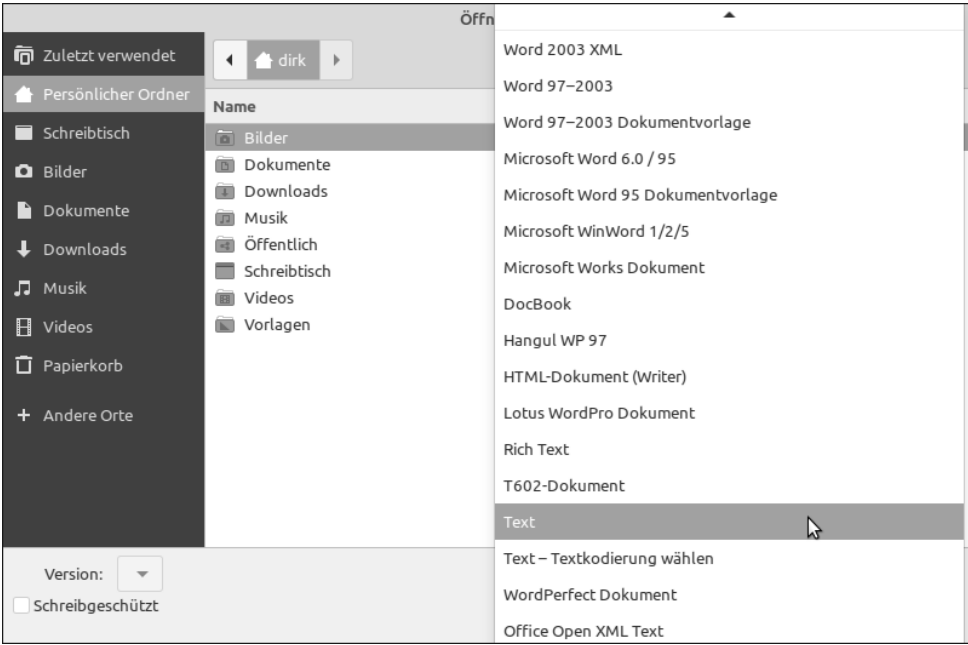 Öffn
Zuletzt verwendet
Persönlicher Ordner
Schreibtisch
Bilder
Dokumente
Downloads
Musik
Videos
Papierkorb
+ Andere Orte
dirk
Name
Bilder
Dokumente
Downloads
Musik
Öffentlich
Schreibtisch
Videos
Vorlagen
Word 2003 XML
Word 97–2003
Word 97–2003 Dokumentvorlage
Microsoft Word 6.0 / 95
Microsoft Word 95 Dokumentvorlage
Microsoft WinWord 1/2/5
Microsoft Works Dokument
DocBook
Hangul WP 97
HTML-Dokument (Writer)
Lotus WordPro Dokument
Rich Text
T602-Dokument
Text
Text – Textkodierung wählen
WordPerfect Dokument
Office Open XML Text
Version:
Schreibgeschützt